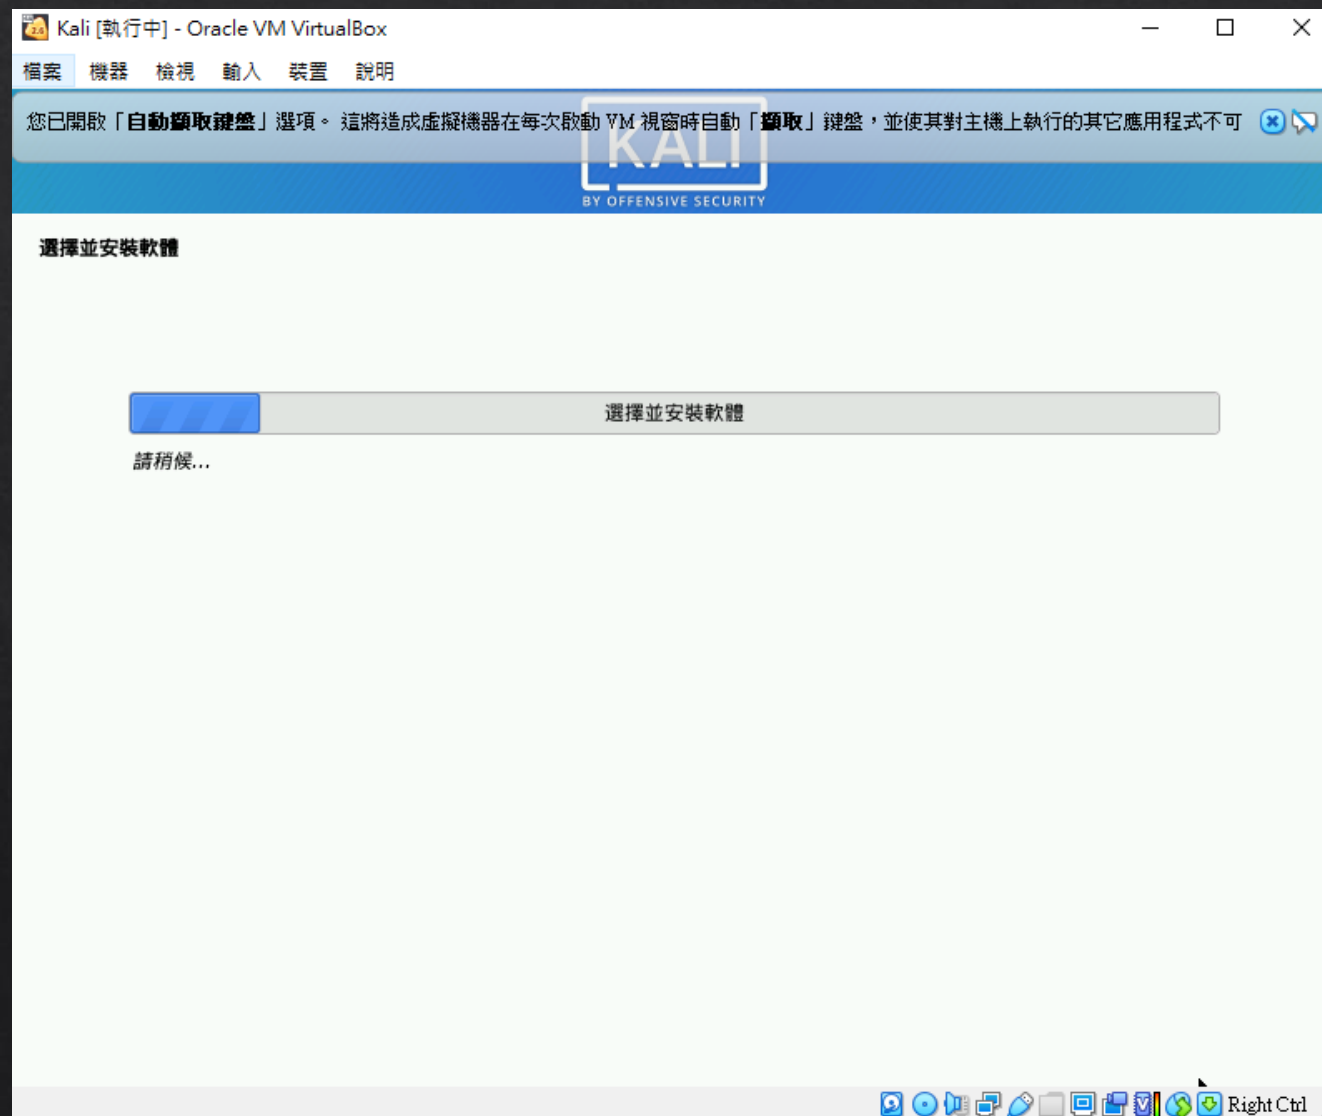 Kali [執行中] - Oracle VM VirtualBox
檔案 機器 檢視 輸入 裝置 說明
您已開啟「自動擷取鍵盤」選項。 這將造成虛擬機器在每次啟動 VM 視窗時自動「擷取」鍵盤，並使其對主機上執行的其它應用程式不可
KALI
BY OFFENSIVE SECURITY
選擇並安裝軟體
選擇並安裝軟體
請稍候...
Right Ctrl